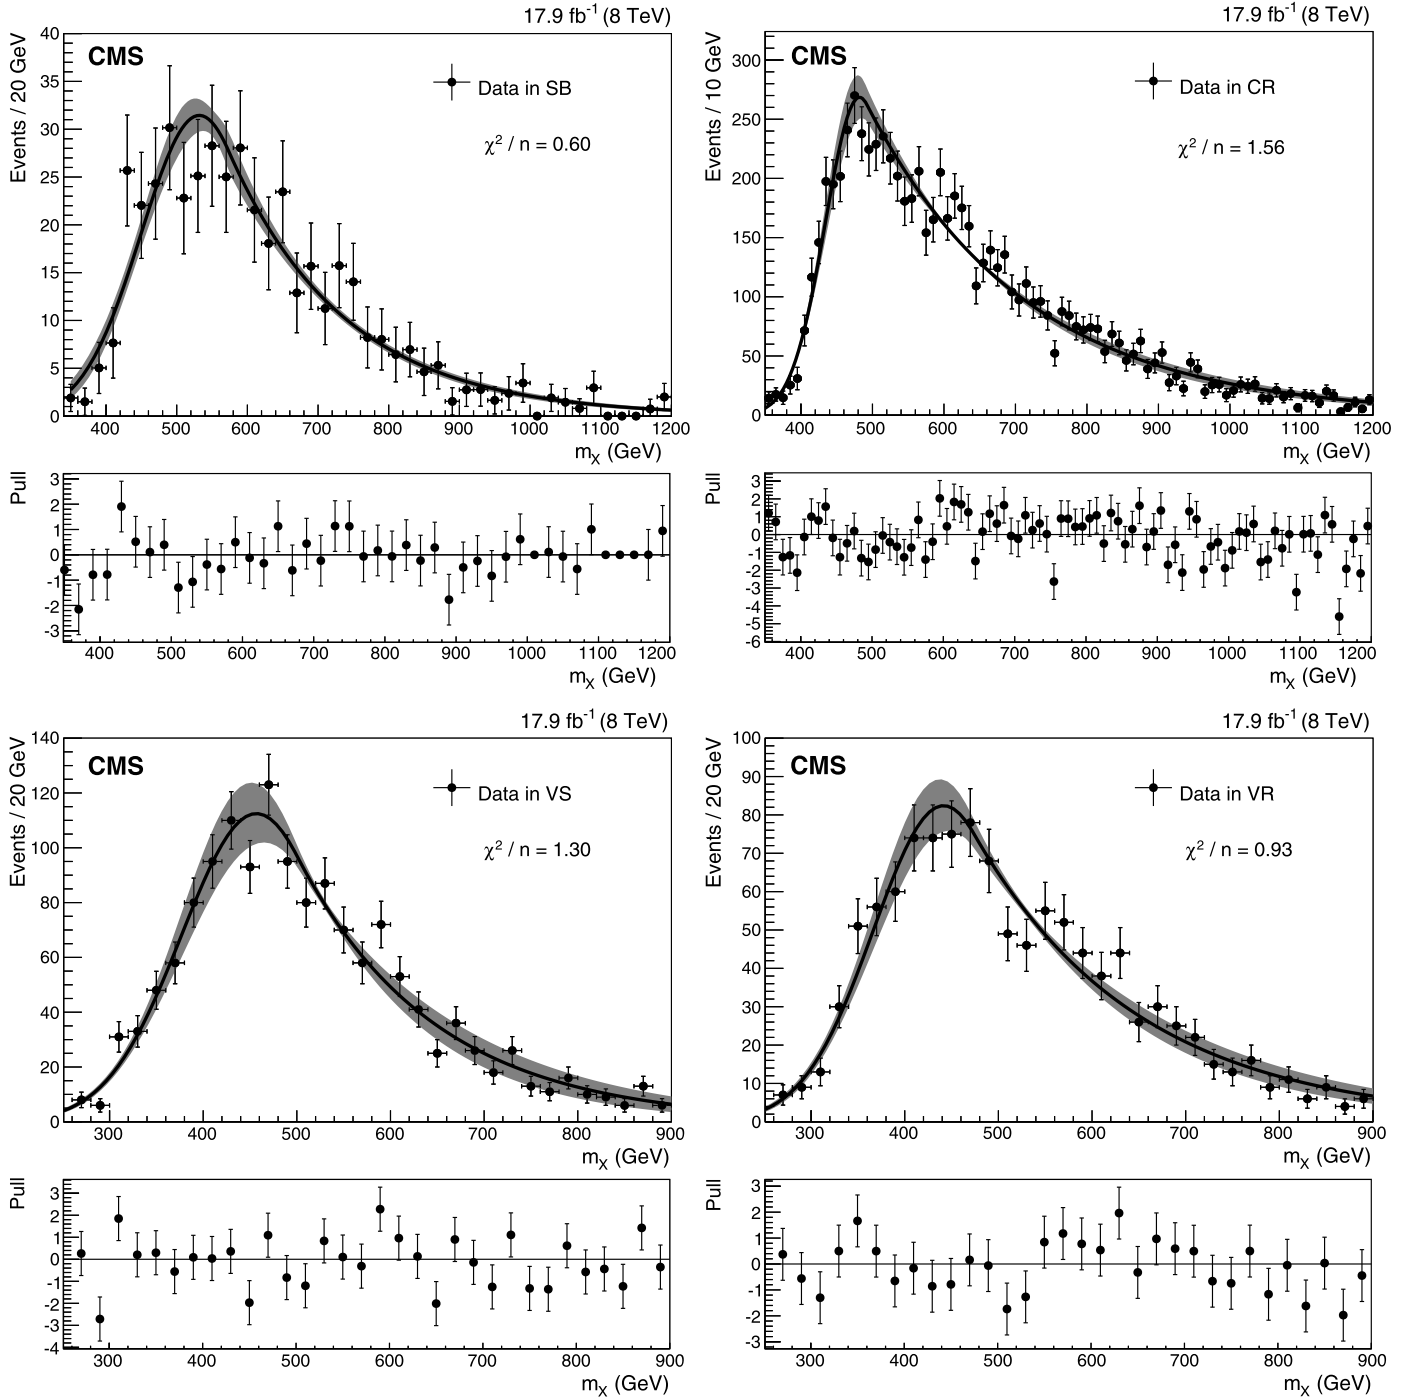 17.9 fb⁻¹ (8 TeV)
CMS
Data in SB
χ² / n = 0.60
Events / 20 GeV
40
35
30
25
20
15
10
5
0
400 500 600 700 800 900 1000 1100 1200
m_X (GeV)
Pull
3
2
1
0
-1
-2
-3
400 500 600 700 800 900 1000 1100 1200
m_X (GeV)
17.9 fb⁻¹ (8 TeV)
CMS
Data in CR
χ² / n = 1.56
Events / 10 GeV
300
250
200
150
100
50
0
400 500 600 700 800 900 1000 1100 1200
m_X (GeV)
Pull
3
2
1
0
-1
-2
-3
-4
-5
-6
400 500 600 700 800 900 1000 1100 1200
m_X (GeV)
17.9 fb⁻¹ (8 TeV)
CMS
Data in VS
χ² / n = 1.30
Events / 20 GeV
140
120
100
80
60
40
20
0
300 400 500 600 700 800 900
m_X (GeV)
Pull
3
2
1
0
-1
-2
-3
-4
300 400 500 600 700 800 900
m_X (GeV)
17.9 fb⁻¹ (8 TeV)
CMS
Data in VR
χ² / n = 0.93
Events / 20 GeV
100
90
80
70
60
50
40
30
20
10
0
300 400 500 600 700 800 900
m_X (GeV)
Pull
3
2
1
0
-1
-2
-3
300 400 500 600 700 800 900
m_X (GeV)